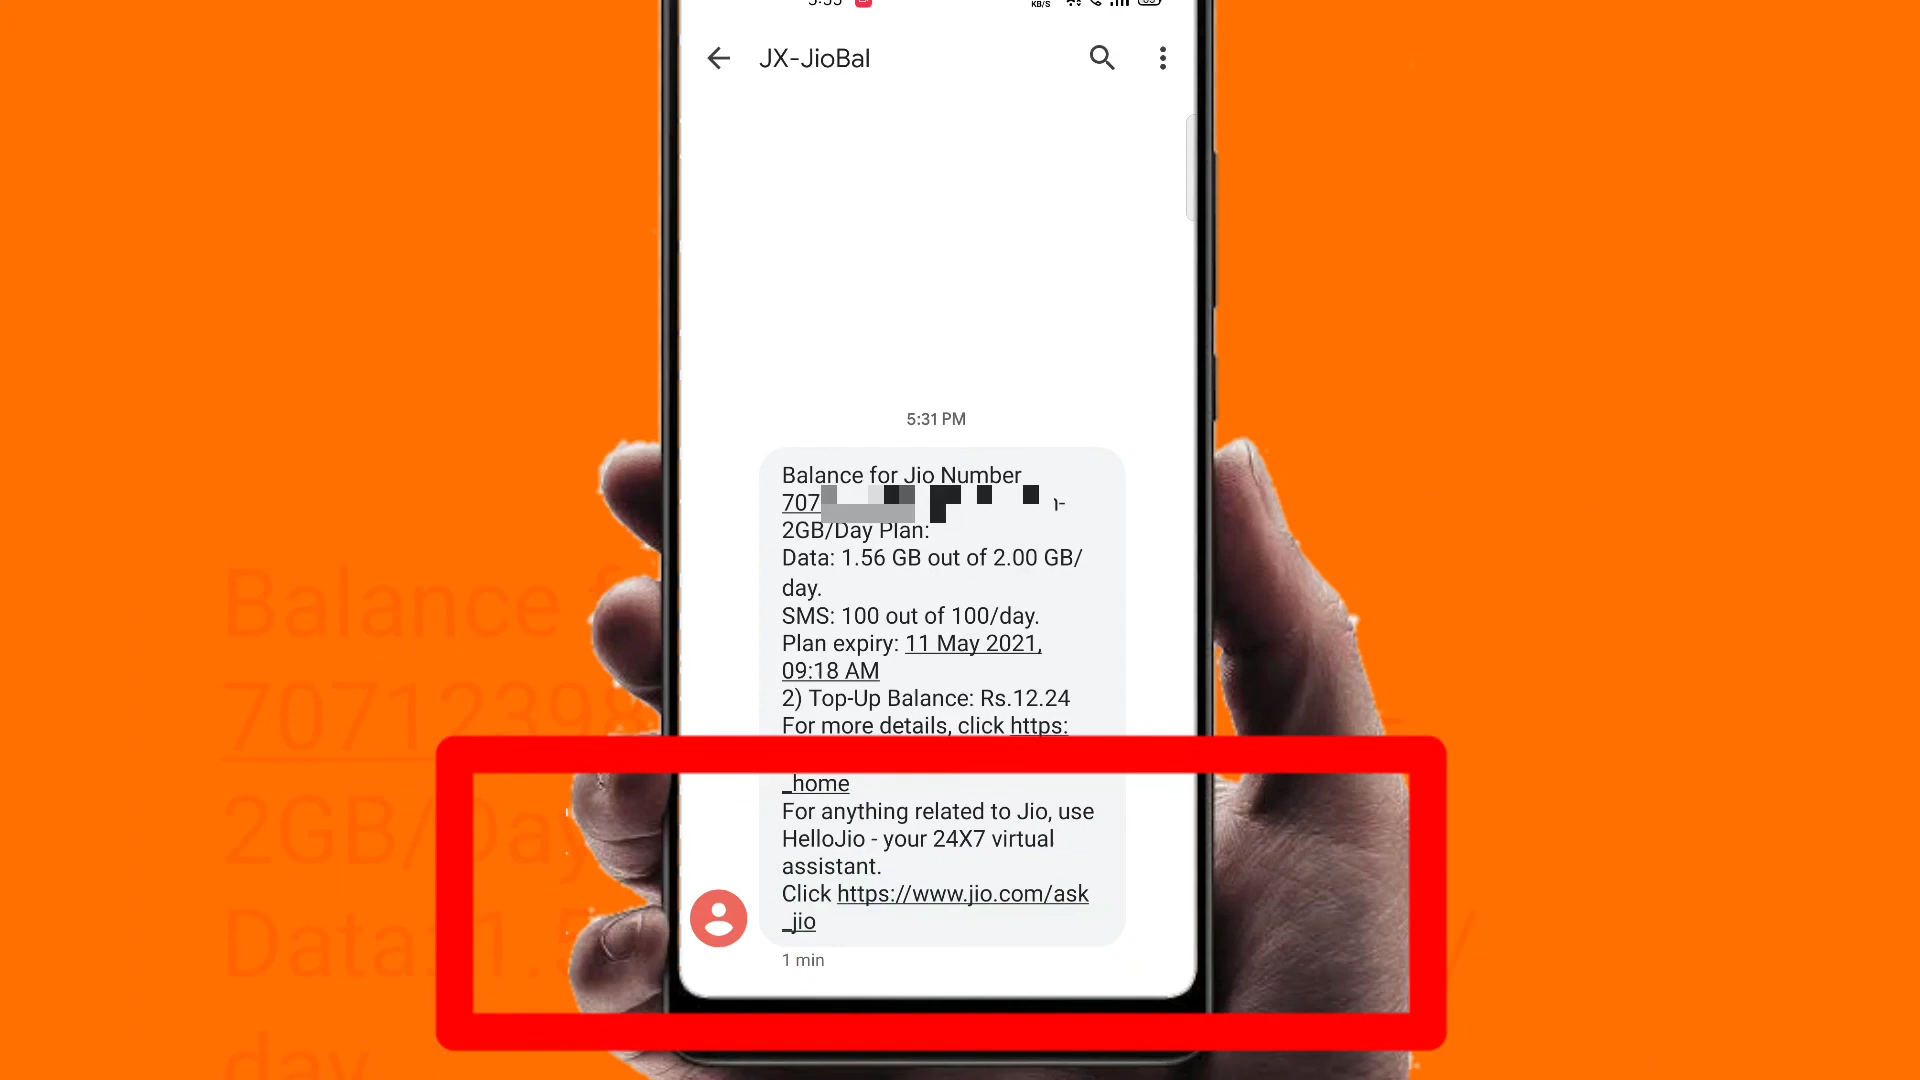 KB/S
JX-JioBal
5:31 PM
Balance for Jio Number
707
2GB/Day Plan:
Data: 1.56 GB out of 2.00 GB/
day.
SMS: 100 out of 100/day.
Plan expiry: 11 May 2021,
09:18 AM
2) Top-Up Balance: Rs.12.24
For more details, click https:
_home
For anything related to Jio, use
HelloJio - your 24X7 virtual
assistant.
Click https://www.jio.com/ask
_jio
1 min
Balance
2GB/Day
Data:
day